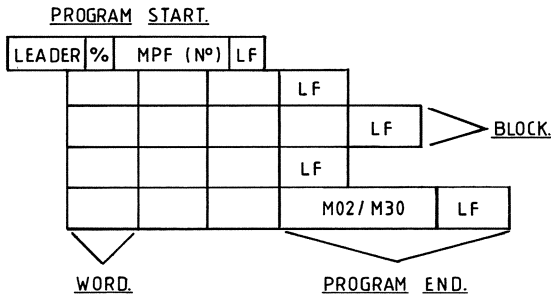 PROGRAM START.
LEADER % MPF (Nº) LF
LF
LF
BLOCK.
LF
M02/M30 LF
WORD.
PROGRAM END.